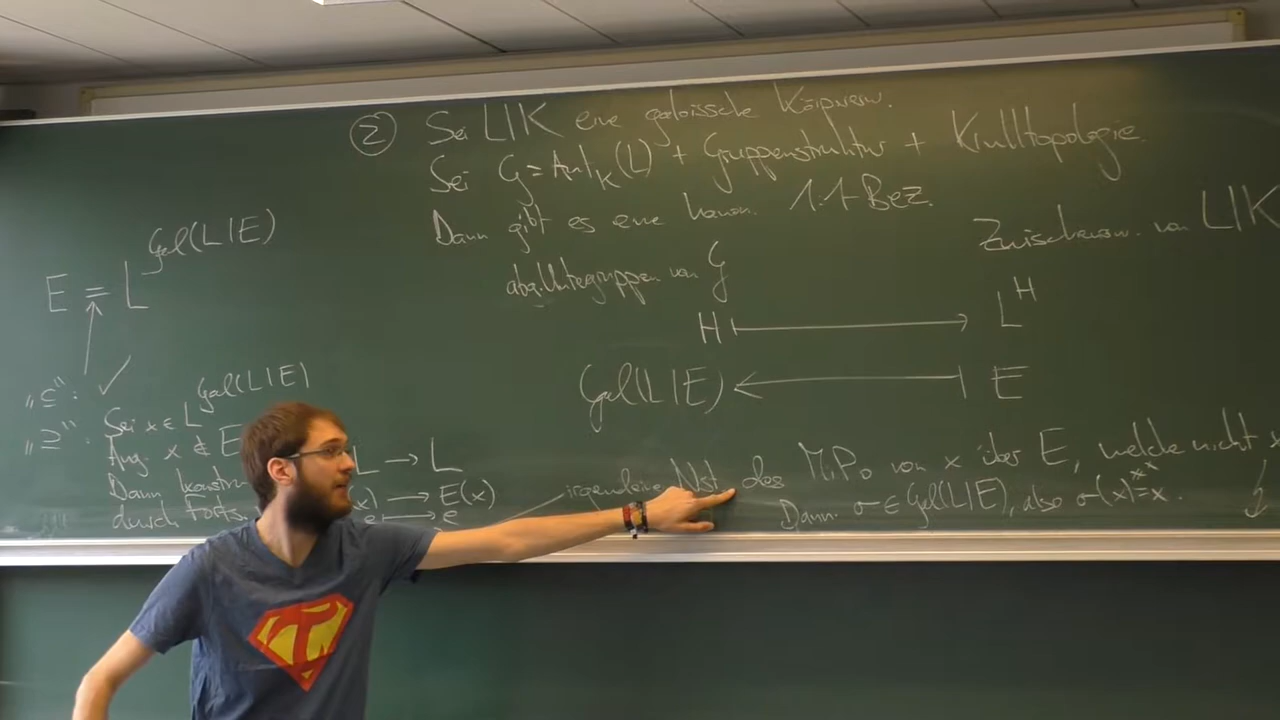 ② Sei L|K eine galoissche Körpererw.
Sei G = Aut_K(L) + Gruppenstruktur + Krulltopologie.
Dann gibt es eine kanon. 1:1-Bez.
abg. Untergruppen von G
Zwischenerw. von L|K
H ⟼ L^H
Gal(L|E) ⟻ E
E = L^Gal(L|E)
"⊆": ✓
"⊇": Sei x ∈ L^Gal(L|E)
Ang. x ∉ E
Dann L → L
durch Forts. (x) → E(x)
e → e
irgendeine Nst. des MiPo von x über E, welche nicht x
Dann σ ∈ Gal(L|E), also σ(x) = x.